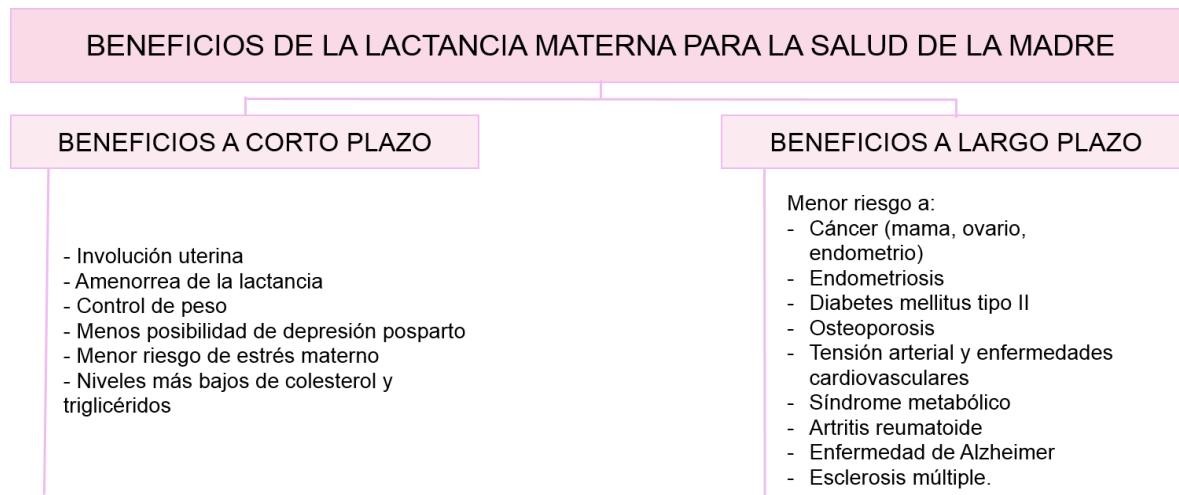 BENEFICIOS DE LA LACTANCIA MATERNA PARA LA SALUD DE LA MADRE
BENEFICIOS A CORTO PLAZO
- Involución uterina
- Amenorrea de la lactancia
- Control de peso
- Menos posibilidad de depresión posparto
- Menor riesgo de estrés materno
- Niveles más bajos de colesterol y
triglicéridos
BENEFICIOS A LARGO PLAZO
Menor riesgo a:
- Cáncer (mama, ovario,
endometrio)
- Endometriosis
- Diabetes mellitus tipo II
- Osteoporosis
- Tensión arterial y enfermedades
cardiovasculares
- Síndrome metabólico
- Artritis reumatoide
- Enfermedad de Alzheimer
- Esclerosis múltiple.